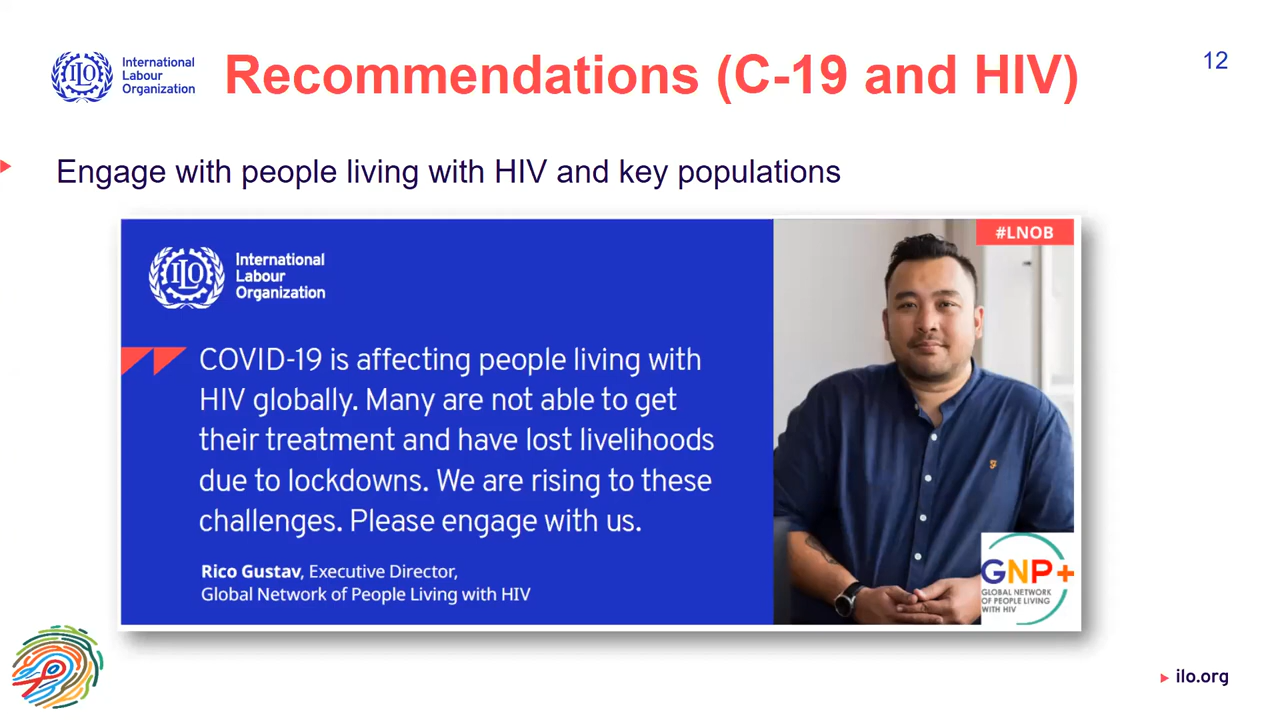 International
Labour
Organization
Recommendations (C-19 and HIV)
12
Engage with people living with HIV and key populations
ILO
International
Labour
Organization
#LNOB
COVID-19 is affecting people living with
HIV globally. Many are not able to get
their treatment and have lost livelihoods
due to lockdowns. We are rising to these
challenges. Please engage with us.
Rico Gustav, Executive Director,
Global Network of People Living with HIV
GNP+
GLOBAL NETWORK
OF PEOPLE LIVING
WITH HIV
ilo.org